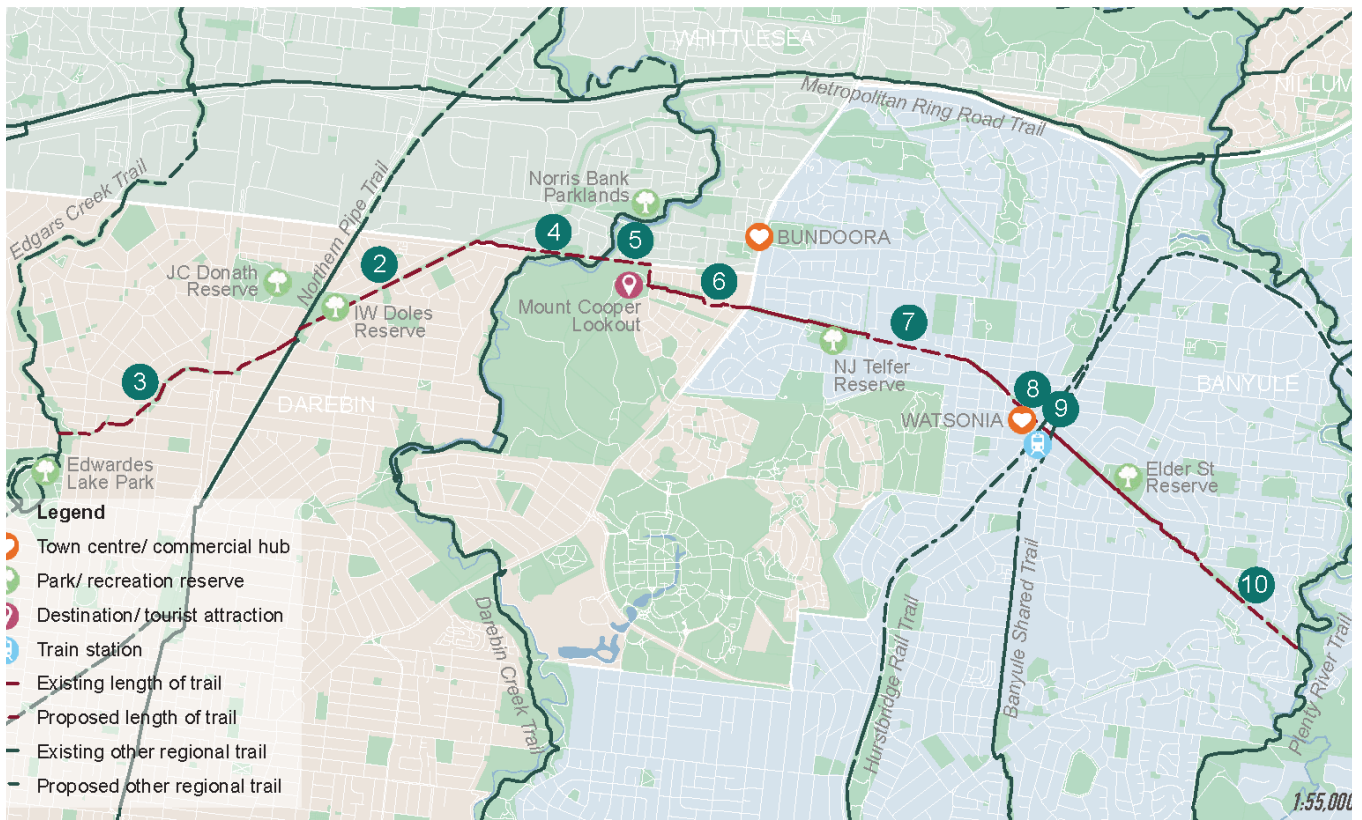 WHITTLESEA
NILLUM
Metropolitan Ring Road Trail
Edgars Creek Trail
Northern Pipe Trail
Norris Bank
Parklands
4
5
BUNDOORA
2
JC Donath
Reserve
IW Doles
Reserve
6
Mount Cooper
Lookout
7
NJ Telfer
Reserve
3
DAREBIN
BANYULE
8
9
WATSONIA
Edwardes
Lake Park
Elder St
Reserve
10
Darebin Creek Trail
Hurstbridge Rail Trail
Banyule Shared Trail
Plenty River Trail
Legend
Town centre/ commercial hub
Park/ recreation reserve
Destination/ tourist attraction
Train station
Existing length of trail
Proposed length of trail
Existing other regional trail
Proposed other regional trail
1:55,000